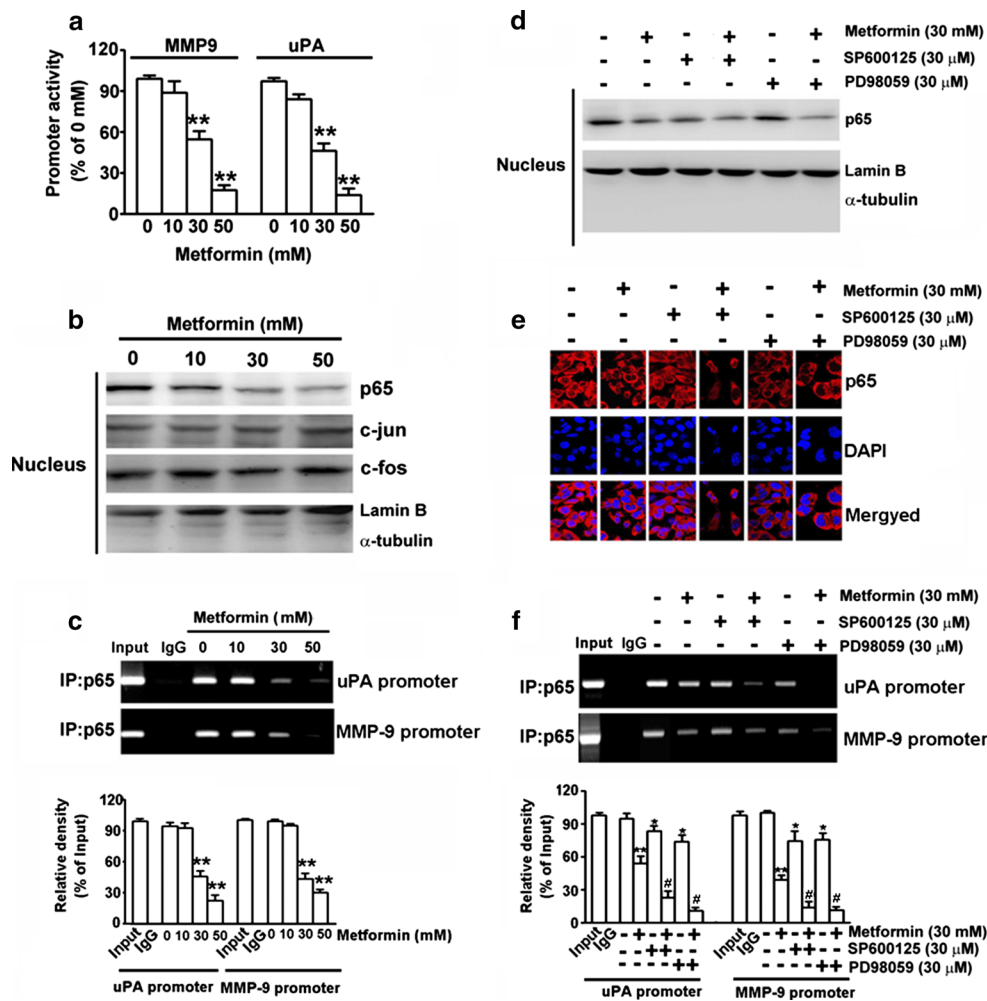 a
MMP9 uPA
120
90
60
30
0
Promoter activity
(% of 0 mM)
** ** ** **
0 10 30 50 0 10 30 50
Metformin (mM)
b
Metformin (mM)
0 10 30 50
Nucleus
p65
c-jun
c-fos
Lamin B
α-tubulin
c
Metformin (mM)
Input IgG 0 10 30 50
IP:p65 uPA promoter
IP:p65 MMP-9 promoter
120
90
60
30
0
Relative density
(% of Input)
** ** ** **
Input IgG 0 10 30 50 Input IgG 0 10 30 50 Metformin (mM)
uPA promoter MMP-9 promoter
d
- + - + - + Metformin (30 mM)
- - + + - - SP600125 (30 μM)
- - - - + + PD98059 (30 μM)
Nucleus
p65
Lamin B
α-tubulin
- + - + - + Metformin (30 mM)
- - + + - - SP600125 (30 μM)
- - - - + + PD98059 (30 μM)
e
p65
DAPI
Mergyed
f
- + - + - + Metformin (30 mM)
- - + + - - SP600125 (30 μM)
Input IgG - - - - + + PD98059 (30 μM)
IP:p65 uPA promoter
IP:p65 MMP-9 promoter
120
90
60
30
0
Relative density
(% of Input)
** * # * # ** * # * #
Input IgG - + - + - + Input IgG - + - + - + Metformin (30 mM)
- - + + - - - - + + - - SP600125 (30 μM)
- - - - + + - - - - + + PD98059 (30 μM)
uPA promoter MMP-9 promoter